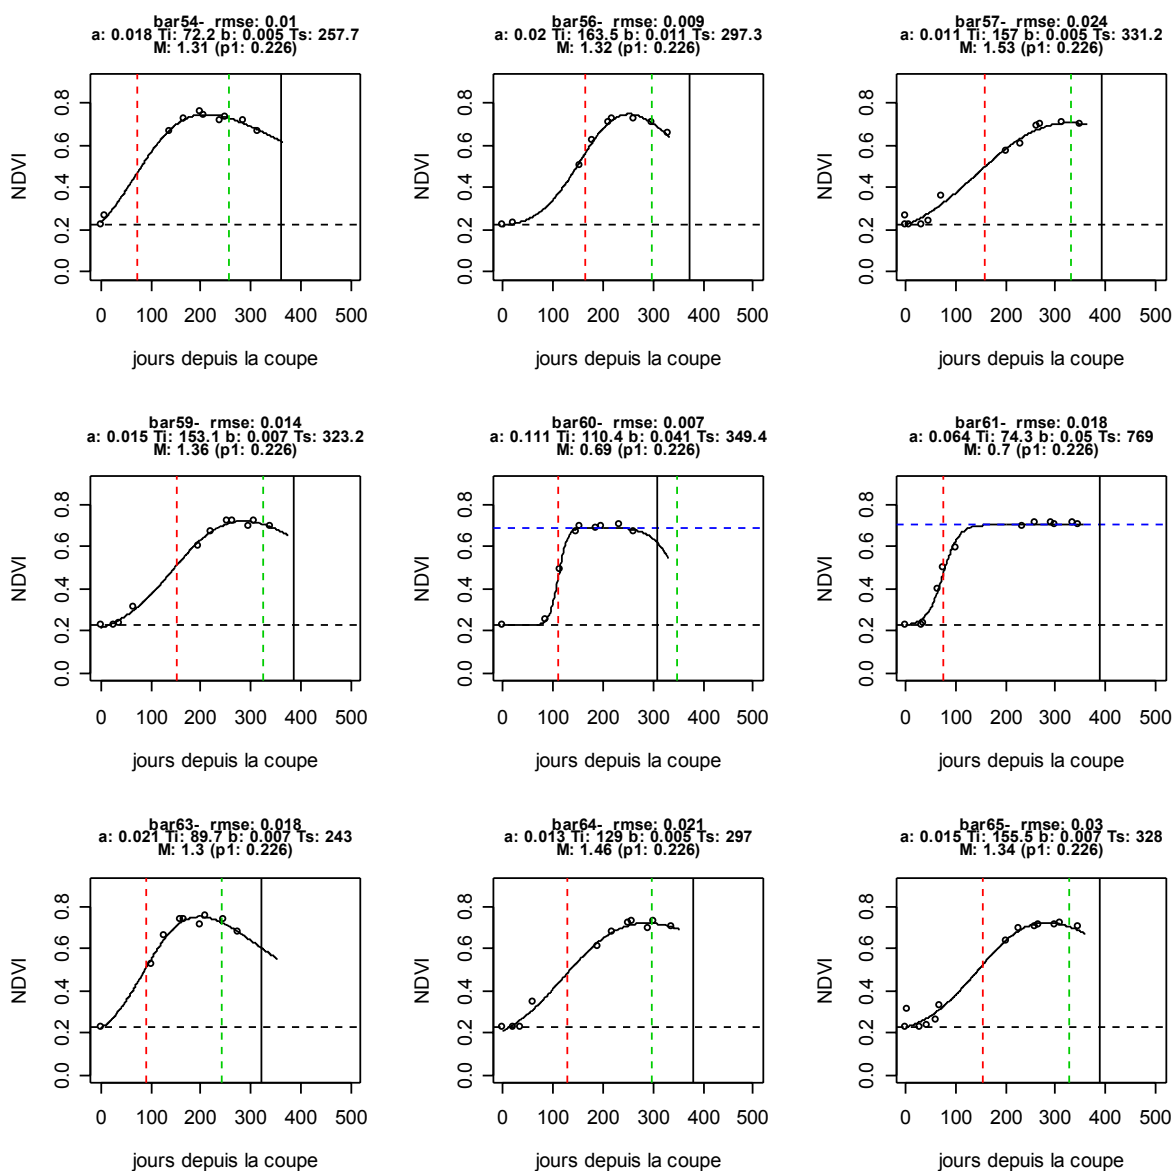 bar54- rmse: 0.01
a: 0.018 Ti: 72.2 b: 0.005 Ts: 257.7
M: 1.31 (p1: 0.226)
NDVI
0.0 0.2 0.4 0.6 0.8
0 100 200 300 400 500
jours depuis la coupe
bar56- rmse: 0.009
a: 0.02 Ti: 163.5 b: 0.011 Ts: 297.3
M: 1.32 (p1: 0.226)
NDVI
0.0 0.2 0.4 0.6 0.8
0 100 200 300 400 500
jours depuis la coupe
bar57- rmse: 0.024
a: 0.011 Ti: 157 b: 0.005 Ts: 331.2
M: 1.53 (p1: 0.226)
NDVI
0.0 0.2 0.4 0.6 0.8
0 100 200 300 400 500
jours depuis la coupe
bar59- rmse: 0.014
a: 0.015 Ti: 153.1 b: 0.007 Ts: 323.2
M: 1.36 (p1: 0.226)
NDVI
0.0 0.2 0.4 0.6 0.8
0 100 200 300 400 500
jours depuis la coupe
bar60- rmse: 0.007
a: 0.111 Ti: 110.4 b: 0.041 Ts: 349.4
M: 0.69 (p1: 0.226)
NDVI
0.0 0.2 0.4 0.6 0.8
0 100 200 300 400 500
jours depuis la coupe
bar61- rmse: 0.018
a: 0.064 Ti: 74.3 b: 0.05 Ts: 769
M: 0.7 (p1: 0.226)
NDVI
0.0 0.2 0.4 0.6 0.8
0 100 200 300 400 500
jours depuis la coupe
bar63- rmse: 0.018
a: 0.021 Ti: 89.7 b: 0.007 Ts: 243
M: 1.3 (p1: 0.226)
NDVI
0.0 0.2 0.4 0.6 0.8
0 100 200 300 400 500
jours depuis la coupe
bar64- rmse: 0.021
a: 0.013 Ti: 129 b: 0.005 Ts: 297
M: 1.46 (p1: 0.226)
NDVI
0.0 0.2 0.4 0.6 0.8
0 100 200 300 400 500
jours depuis la coupe
bar65- rmse: 0.03
a: 0.015 Ti: 155.5 b: 0.007 Ts: 328
M: 1.34 (p1: 0.226)
NDVI
0.0 0.2 0.4 0.6 0.8
0 100 200 300 400 500
jours depuis la coupe